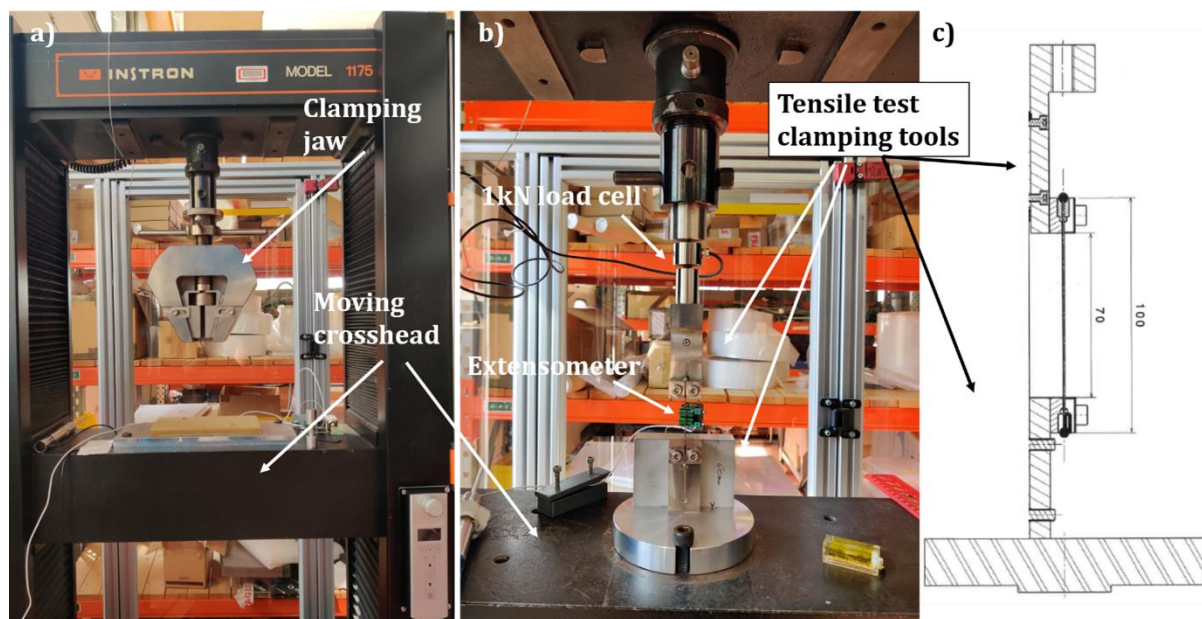 a)
INSTRON MODEL 1175
Clamping
jaw
Moving
crosshead
b)
1kN load cell
Extensometer
Tensile test
clamping tools
c)
70
100